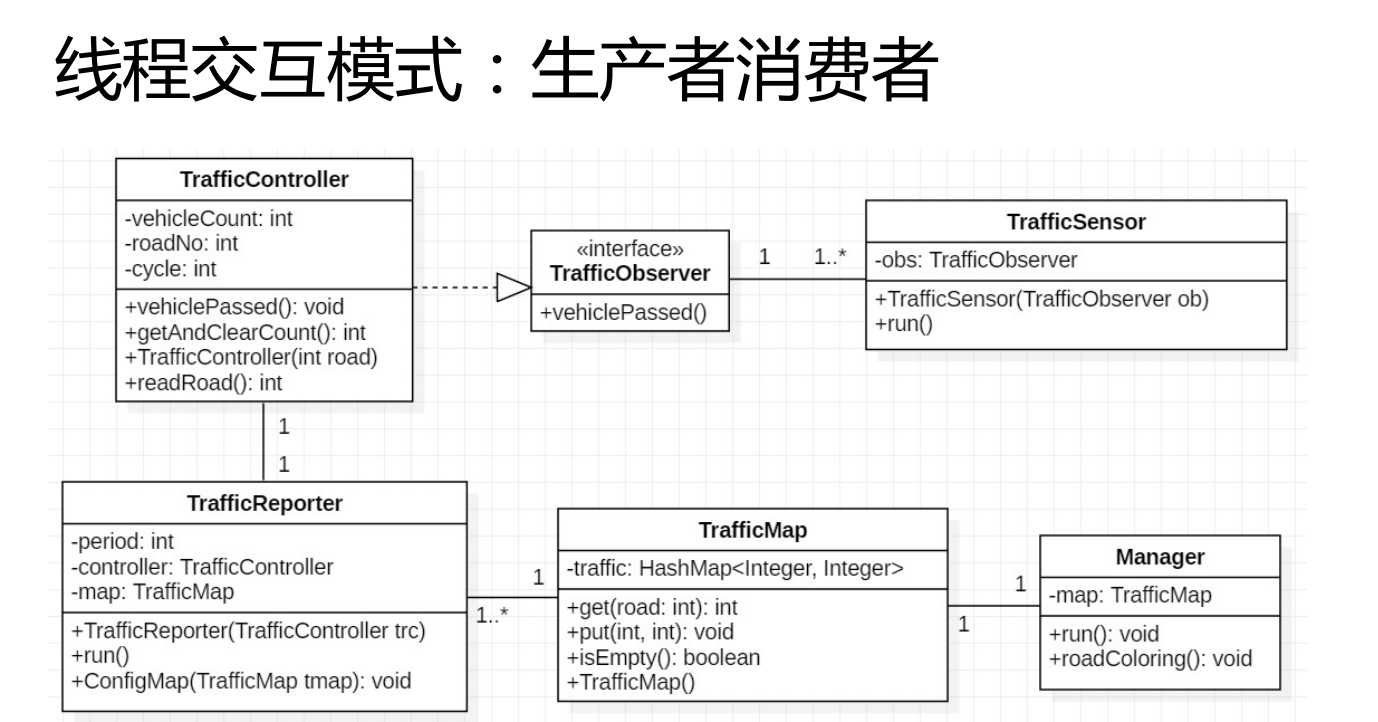 线程交互模式：生产者消费者
TrafficController
-vehicleCount: int
-roadNo: int
-cycle: int
+vehiclePassed(): void
+getAndClearCount(): int
+TrafficController(int road)
+readRoad(): int
«interface»
TrafficObserver
+vehiclePassed()
1
1..*
TrafficSensor
-obs: TrafficObserver
+TrafficSensor(TrafficObserver ob)
+run()
1
1
TrafficReporter
-period: int
-controller: TrafficController
-map: TrafficMap
+TrafficReporter(TrafficController trc)
+run()
+ConfigMap(TrafficMap tmap): void
1
1..*
TrafficMap
-traffic: HashMap<Integer, Integer>
+get(road: int): int
+put(int, int): void
+isEmpty(): boolean
+TrafficMap()
1
1
Manager
-map: TrafficMap
+run(): void
+roadColoring(): void